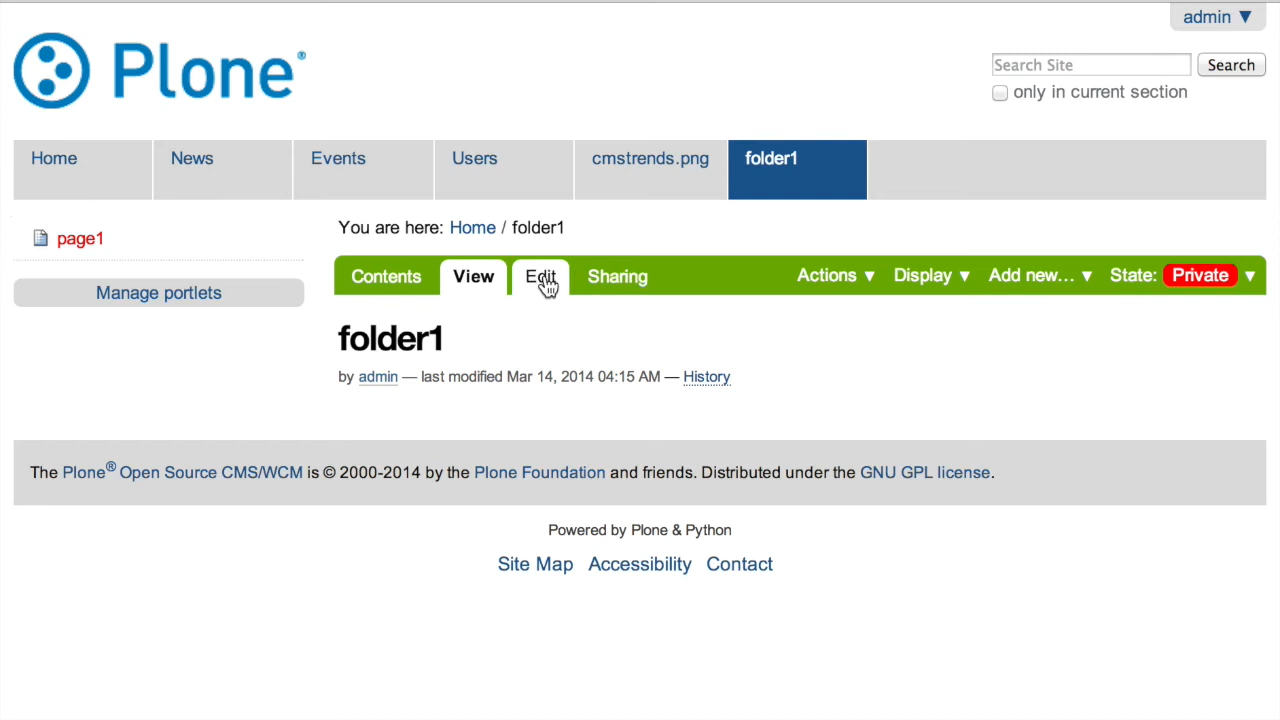 admin ▼
Plone®
Search Site
Search
only in current section
Home
News
Events
Users
cmstrends.png
folder1
page1
Manage portlets
You are here: Home / folder1
Contents
View
Edit
Sharing
Actions ▼
Display ▼
Add new… ▼
State: Private ▼
folder1
by admin — last modified Mar 14, 2014 04:15 AM — History
The Plone® Open Source CMS/WCM is © 2000-2014 by the Plone Foundation and friends. Distributed under the GNU GPL license.
Powered by Plone & Python
Site Map Accessibility Contact